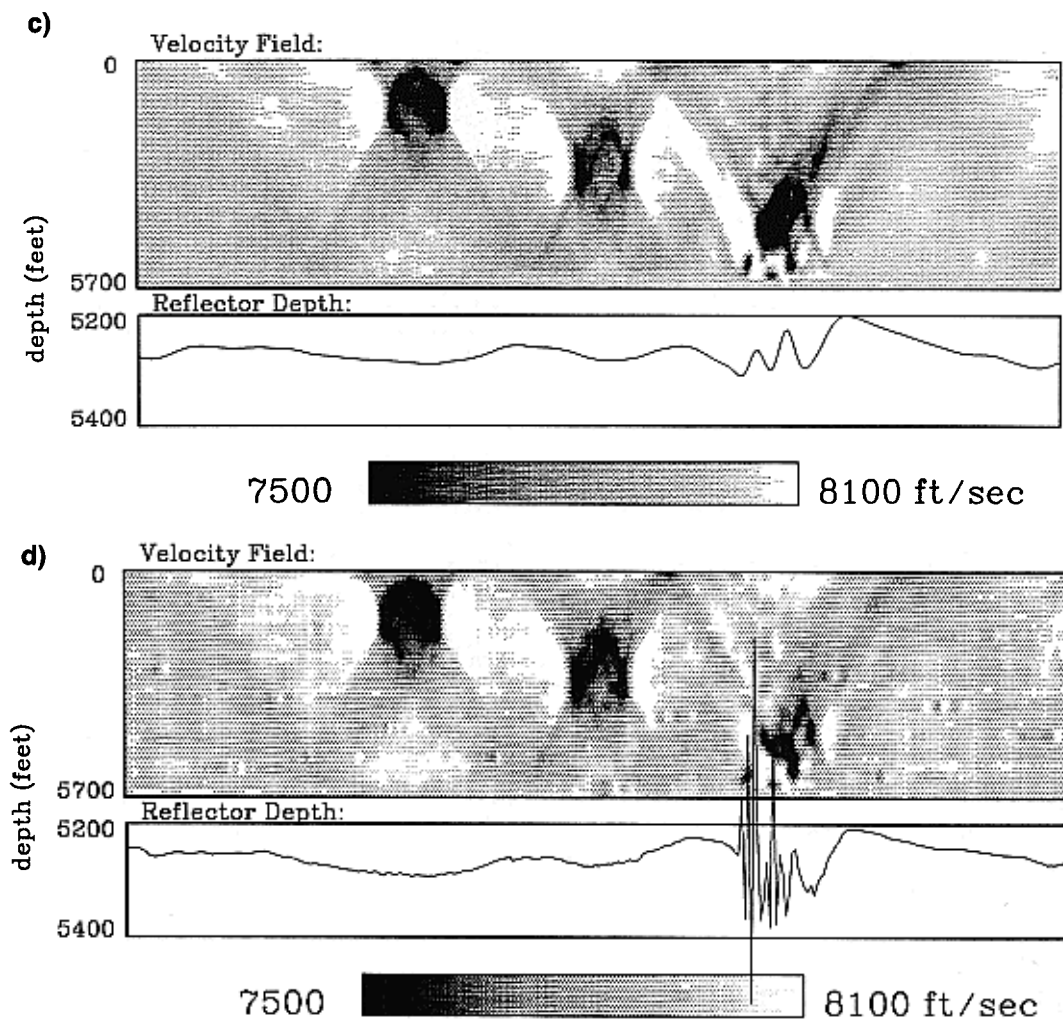 c)
Velocity Field:
0
depth (feet)
5700
Reflector Depth:
5200
5400
7500 8100 ft/sec
d)
Velocity Field:
0
depth (feet)
5700
Reflector Depth:
5200
5400
7500 8100 ft/sec